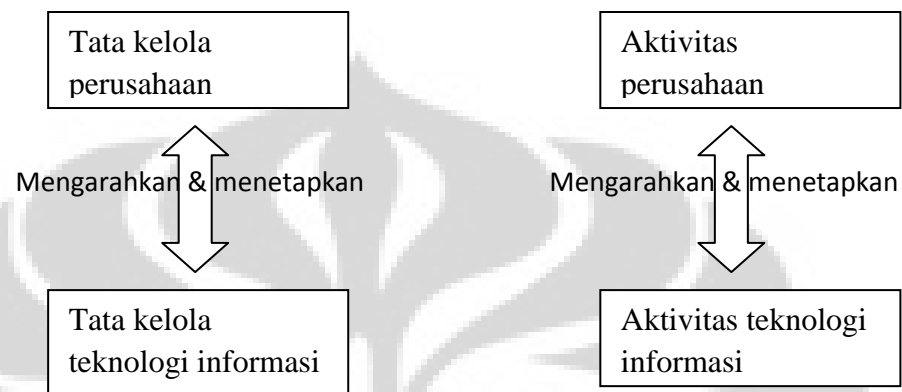 Tata kelola
perusahaan
Aktivitas
perusahaan
Mengarahkan & menetapkan
Mengarahkan & menetapkan
Tata kelola
teknologi informasi
Aktivitas teknologi
informasi